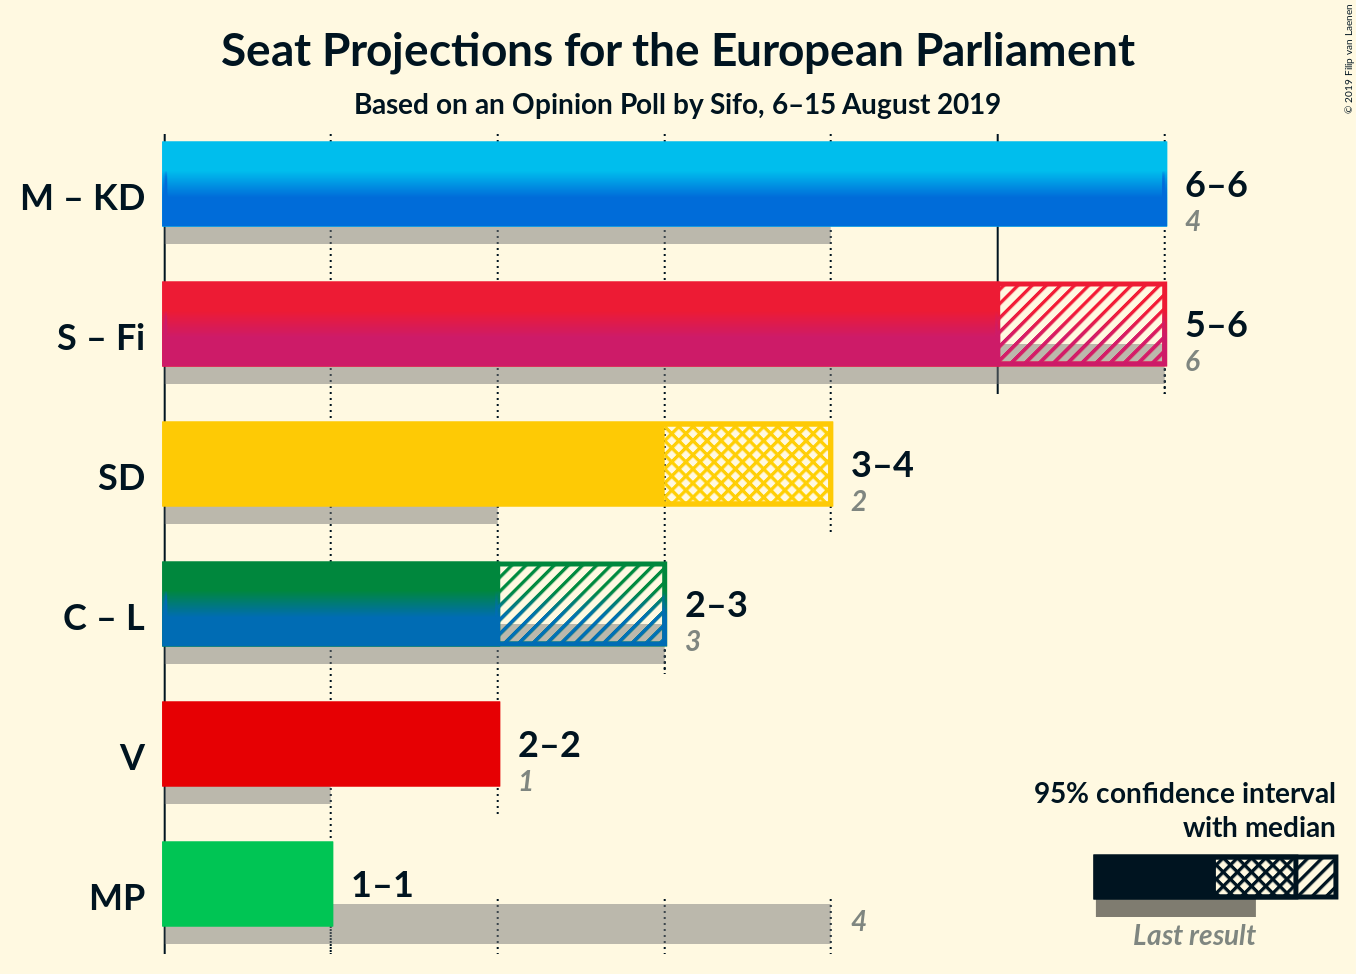 Seat Projections for the European Parliament
Based on an Opinion Poll by Sifo, 6–15 August 2019
© 2019 Filip van Laenen
M – KD
6–6
4
S – Fi
5–6
6
SD
3–4
2
C – L
2–3
3
V
2–2
1
MP
1–1
4
95% confidence interval
with median
Last result